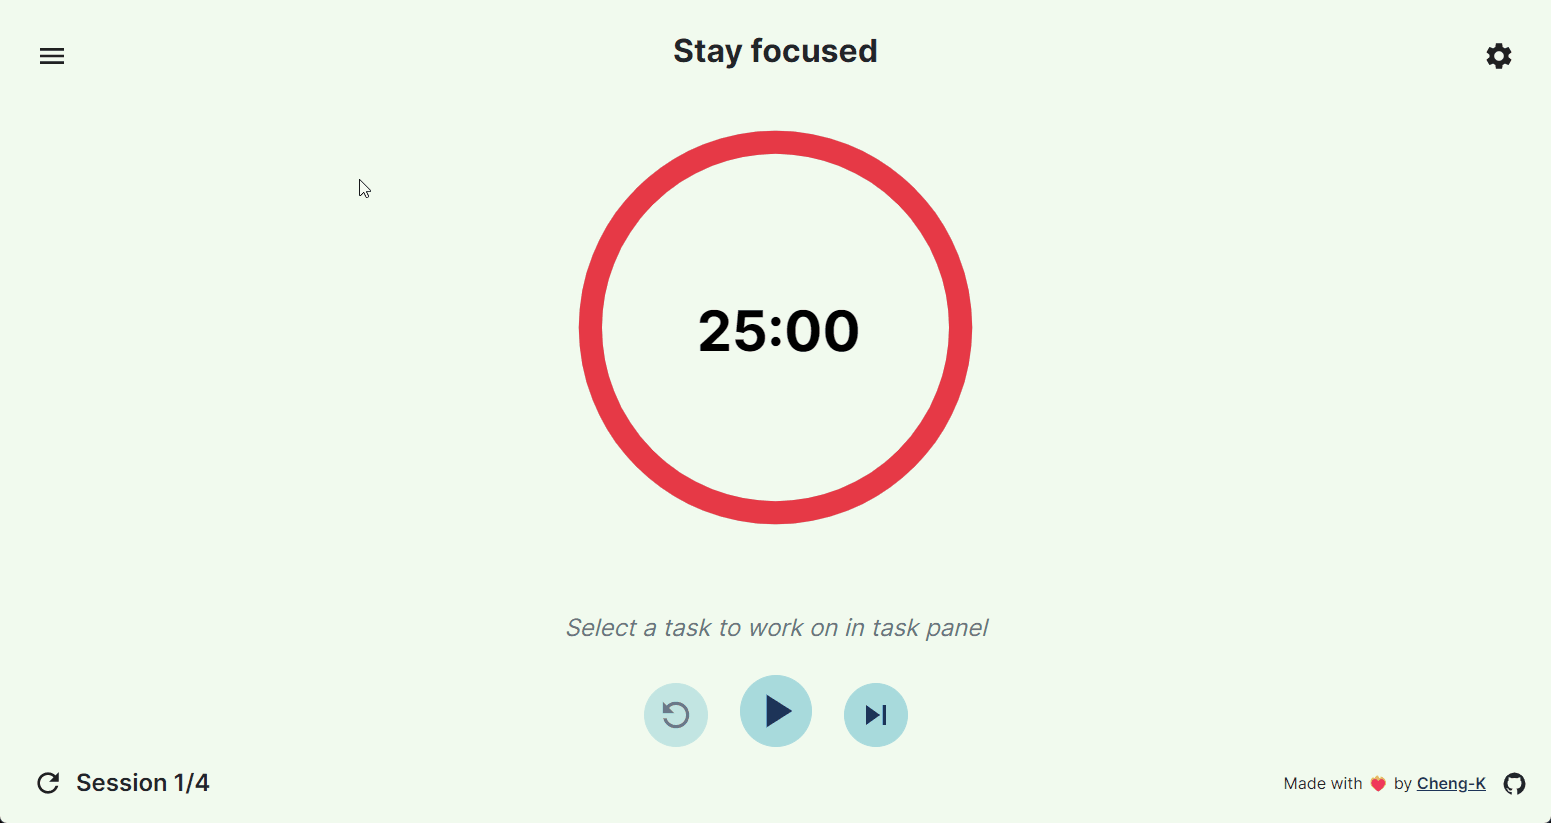 Stay focused
25:00
Select a task to work on in task panel
Session 1/4
Made with ❤️ by Cheng-K